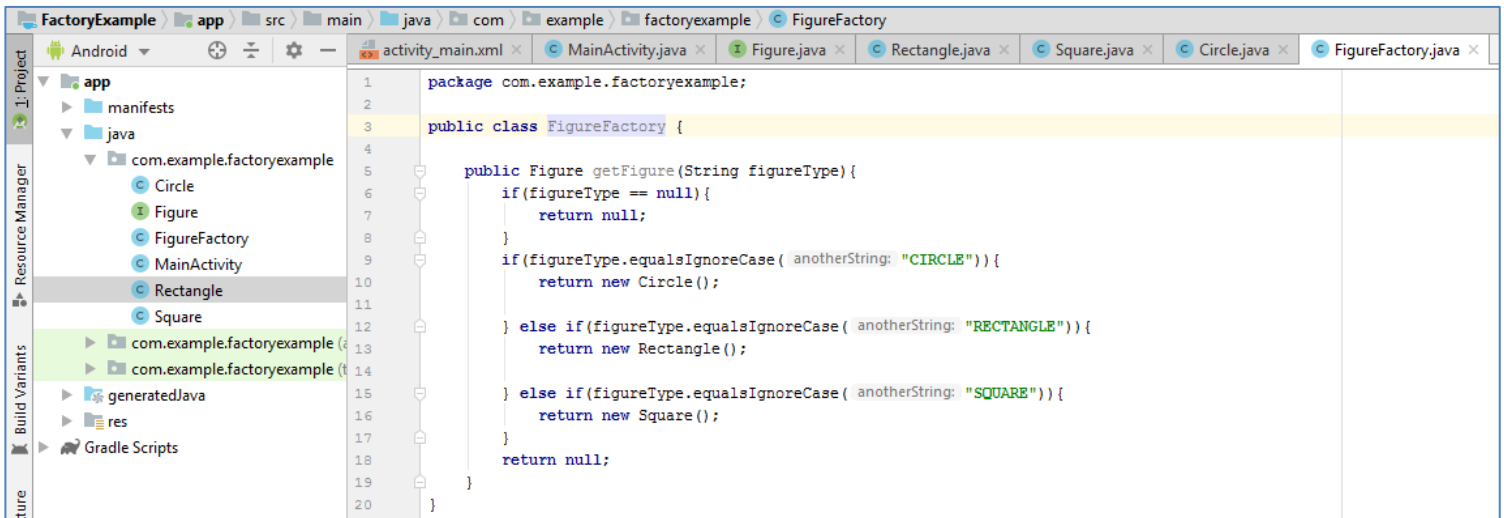 FactoryExample app src main java com example factoryexample FigureFactory
Android
activity_main.xml MainActivity.java Figure.java Rectangle.java Square.java Circle.java FigureFactory.java
1: Project
Resource Manager
Build Variants
app
manifests
java
com.example.factoryexample
Circle
Figure
FigureFactory
MainActivity
Rectangle
Square
com.example.factoryexample
com.example.factoryexample
generatedJava
res
Gradle Scripts
1 package com.example.factoryexample;
2
3 public class FigureFactory {
4
5 public Figure getFigure(String figureType){
6 if(figureType == null){
7 return null;
8 }
9 if(figureType.equalsIgnoreCase( anotherString: "CIRCLE")){
10 return new Circle();
11
12 } else if(figureType.equalsIgnoreCase( anotherString: "RECTANGLE")){
13 return new Rectangle();
14
15 } else if(figureType.equalsIgnoreCase( anotherString: "SQUARE")){
16 return new Square();
17 }
18 return null;
19 }
20 }